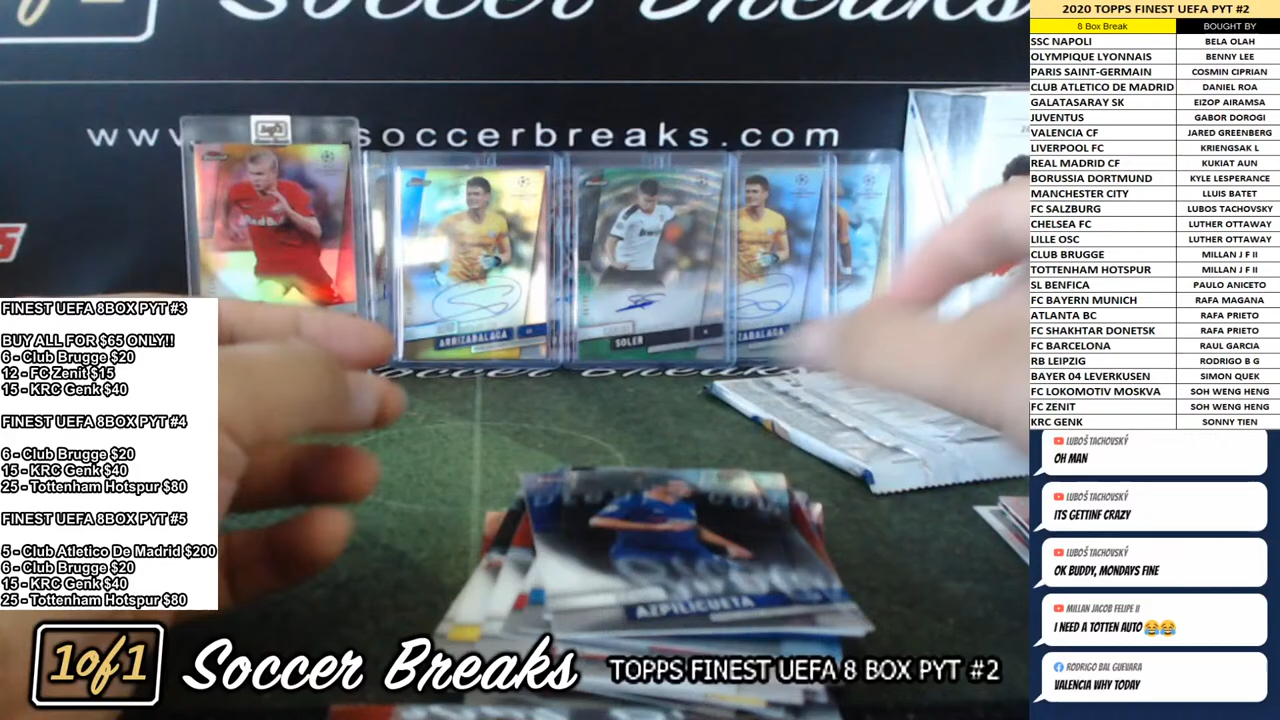 Soccer Breaks
www.soccerbreaks.com
ARRIZABALAGA
SOLER
ZABALAGA
Soccer Breaks
AZPILICUETA
FINEST UEFA 8BOX PYT #3
BUY ALL FOR $65 ONLY!!
6 - Club Brugge $20
12 - FC Zenit $15
15 - KRC Genk $40
FINEST UEFA 8BOX PYT #4
6 - Club Brugge $20
15 - KRC Genk $40
25 - Tottenham Hotspur $80
FINEST UEFA 8BOX PYT #5
5 - Club Atletico De Madrid $200
6 - Club Brugge $20
15 - KRC Genk $40
25 - Tottenham Hotspur $80
1of1 Soccer Breaks TOPPS FINEST UEFA 8 BOX PYT #2
2020 TOPPS FINEST UEFA PYT #2
8 Box Break BOUGHT BY
SSC NAPOLI BELA OLAH
OLYMPIQUE LYONNAIS BENNY LEE
PARIS SAINT-GERMAIN COSMIN CIPRIAN
CLUB ATLETICO DE MADRID DANIEL ROA
GALATASARAY SK EIZOP AIRAMSA
JUVENTUS GABOR DOROGI
VALENCIA CF JARED GREENBERG
LIVERPOOL FC KRIENGSAK L
REAL MADRID CF KUKIAT AUN
BORUSSIA DORTMUND KYLE LESPERANCE
MANCHESTER CITY LLUIS BATET
FC SALZBURG LUBOS TACHOVSKY
CHELSEA FC LUTHER OTTAWAY
LILLE OSC LUTHER OTTAWAY
CLUB BRUGGE MILLAN J F II
TOTTENHAM HOTSPUR MILLAN J F II
SL BENFICA PAULO ANICETO
FC BAYERN MUNICH RAFA MAGANA
ATLANTA BC RAFA PRIETO
FC SHAKHTAR DONETSK RAFA PRIETO
FC BARCELONA RAUL GARCIA
RB LEIPZIG RODRIGO B G
BAYER 04 LEVERKUSEN SIMON QUEK
FC LOKOMOTIV MOSKVA SOH WENG HENG
FC ZENIT SOH WENG HENG
KRC GENK SONNY TIEN
LUBOŠ TACHOVSKÝ
OH MAN
LUBOŠ TACHOVSKÝ
ITS GETTINF CRAZY
LUBOŠ TACHOVSKÝ
OK BUDDY, MONDAYS FINE
MILLAN JACOB FELIPE II
I NEED A TOTTEN AUTO😂😂
RODRIGO BAL GUEVARA
VALENCIA WHY TODAY